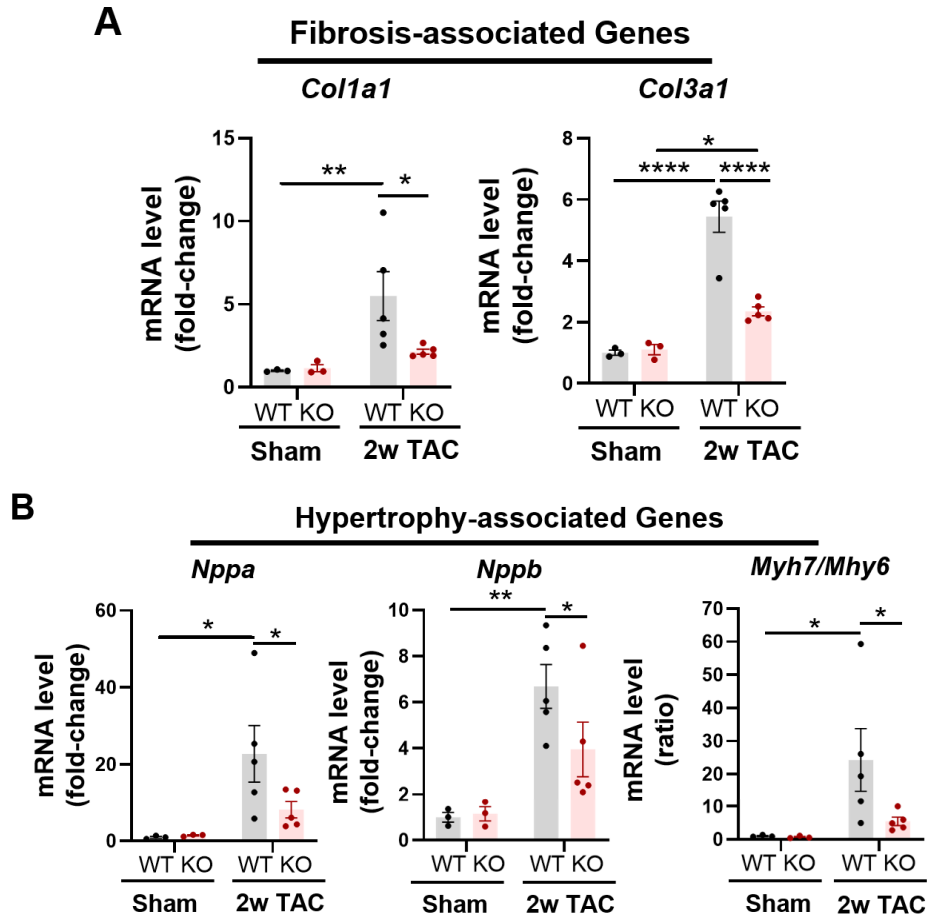 A
Fibrosis-associated Genes
Col1a1
Col3a1
mRNA level
(fold-change)
15
10
5
0
**
*
WT KO
WT KO
Sham
2w TAC
mRNA level
(fold-change)
8
6
4
2
0
*
****
****
WT KO
WT KO
Sham
2w TAC
B
Hypertrophy-associated Genes
Nppa
Nppb
Myh7/Mhy6
mRNA level
(fold-change)
60
40
20
0
*
*
WT KO
WT KO
Sham
2w TAC
mRNA level
(fold-change)
10
8
6
4
2
0
**
*
WT KO
WT KO
Sham
2w TAC
mRNA level
(ratio)
70
60
50
40
30
20
10
0
*
*
WT KO
WT KO
Sham
2w TAC